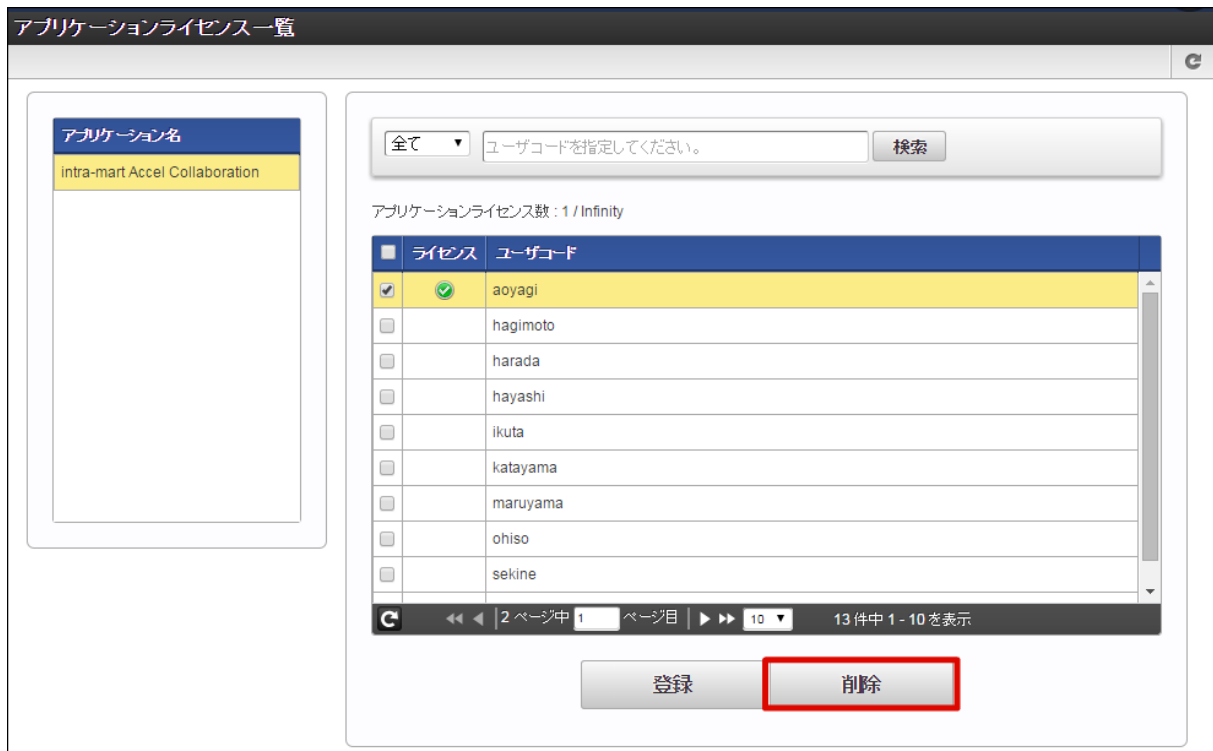 アプリケーションライセンス一覧
アプリケーション名
intra-mart Accel Collaboration
全て ユーザコードを指定してください。 検索
アプリケーションライセンス数 : 1 / Infinity
ライセンス ユーザコード
aoyagi
hagimoto
harada
hayashi
ikuta
katayama
maruyama
ohiso
sekine
2 ページ中 1 ページ目 10 13 件中 1 - 10 を表示
登録 削除